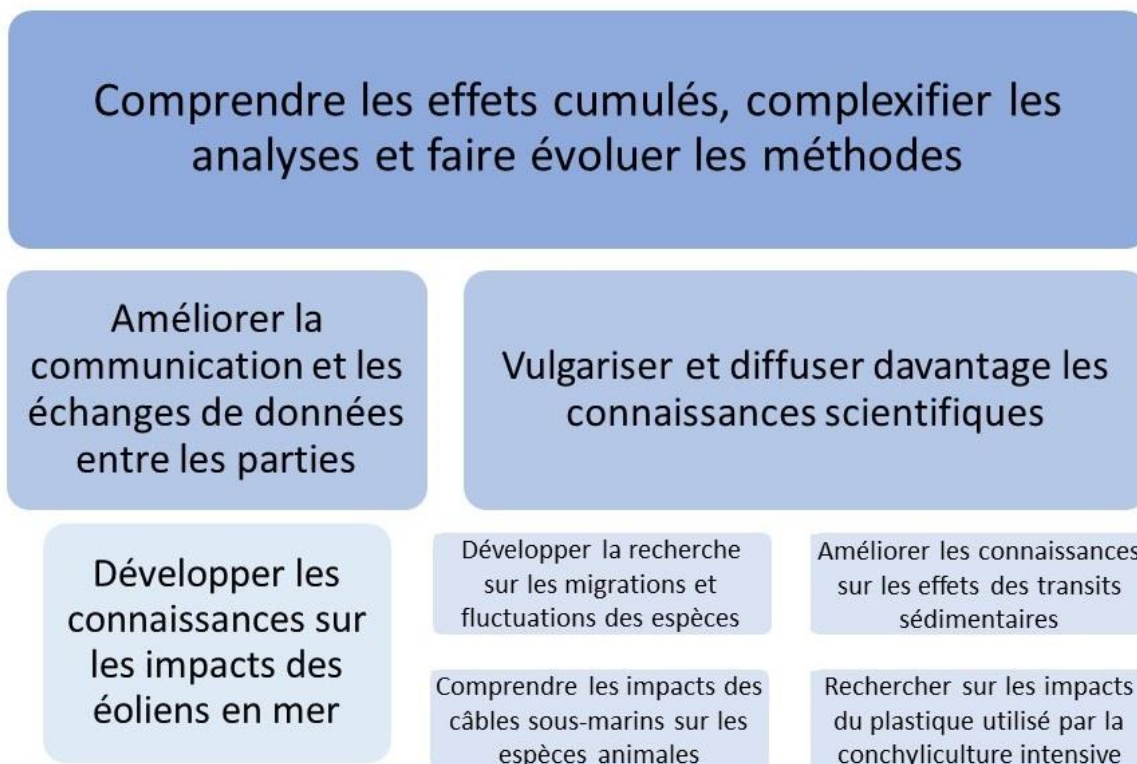 Comprendre les effets cumulés, complexifier les
analyses et faire évoluer les méthodes
Améliorer la
communication et les
échanges de données
entre les parties
Vulgariser et diffuser davantage les
connaissances scientifiques
Développer les
connaissances sur
les impacts des
éoliens en mer
Développer la recherche
sur les migrations et
fluctuations des espèces
Améliorer les connaissances
sur les effets des transits
sédimentaires
Comprendre les impacts des
câbles sous-marins sur les
espèces animales
Rechercher sur les impacts
du plastique utilisé par la
conchyliculture intensive